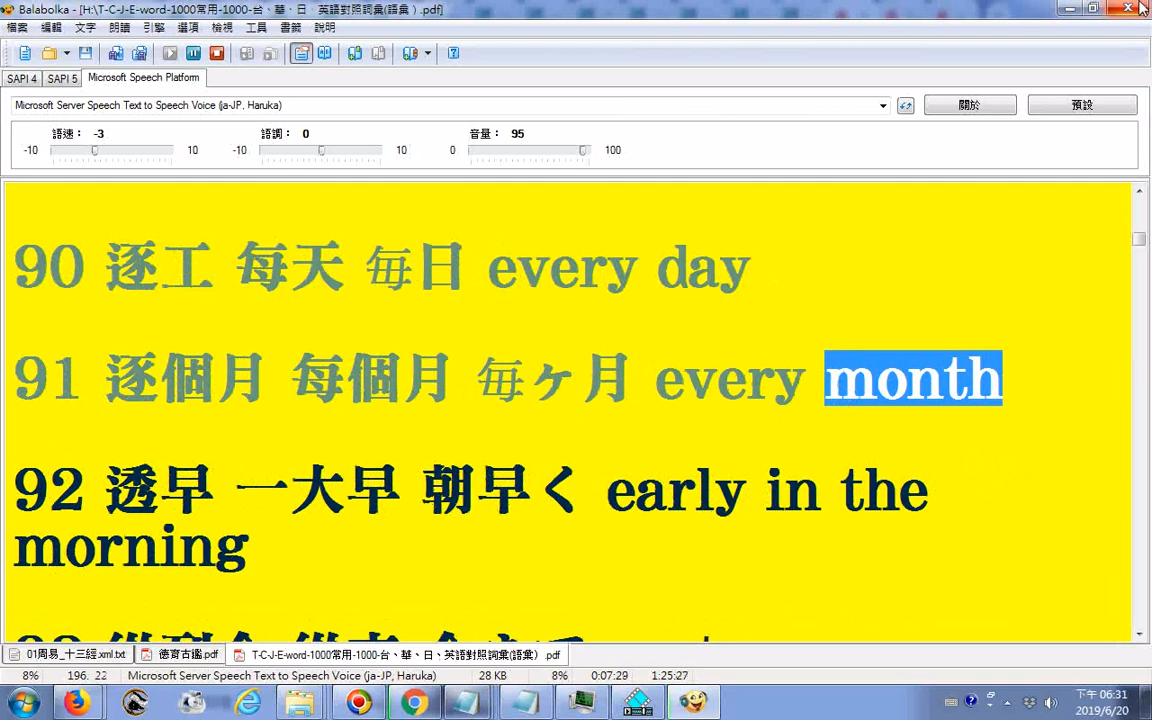 Balabolka - [H:\T-C-J-E-word-1000常用-1000-台、華、日、英語對照詞彙(語彙）.pdf]
檔案 編輯 文字 朗讀 引擎 選項 檢視 工具 書籤 說明
SAPI 4 SAPI 5 Microsoft Speech Platform
Microsoft Server Speech Text to Speech Voice (ja-JP, Haruka) 關於 預設
語速： -3 語調： 0 音量： 95
-10 10 -10 10 0 100
90 逐工 每天 毎日 every day
91 逐個月 每個月 毎ヶ月 every month
92 透早 一大早 朝早く early in the
morning
01周易_十三經.xml.txt 德育古鑑.pdf T-C-J-E-word-1000常用-1000-台、華、日、英語對照詞彙(語彙）.pdf
8% 196. 22 Microsoft Server Speech Text to Speech Voice (ja-JP, Haruka) 28 KB 8% 0:07:29 1:25:27
下午 06:31
2019/6/20